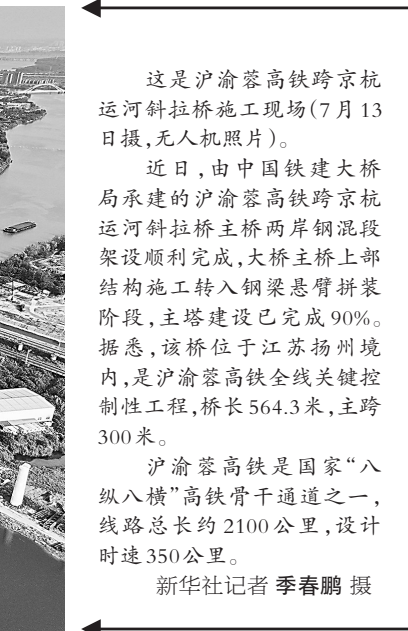 这是沪渝蓉高铁跨京杭
运河斜拉桥施工现场(7月13
日摄,无人机照片)。
近日,由中国铁建大桥
局承建的沪渝蓉高铁跨京杭
运河斜拉桥主桥两岸钢混段
架设顺利完成,大桥主桥上部
结构施工转入钢梁悬臂拼装
阶段,主塔建设已完成90%。
据悉,该桥位于江苏扬州境
内,是沪渝蓉高铁全线关键控
制性工程,桥长564.3米,主跨
300米。
沪渝蓉高铁是国家“八
纵八横”高铁骨干通道之一,
线路总长约2100公里,设计
时速350公里。
新华社记者 季春鹏 摄